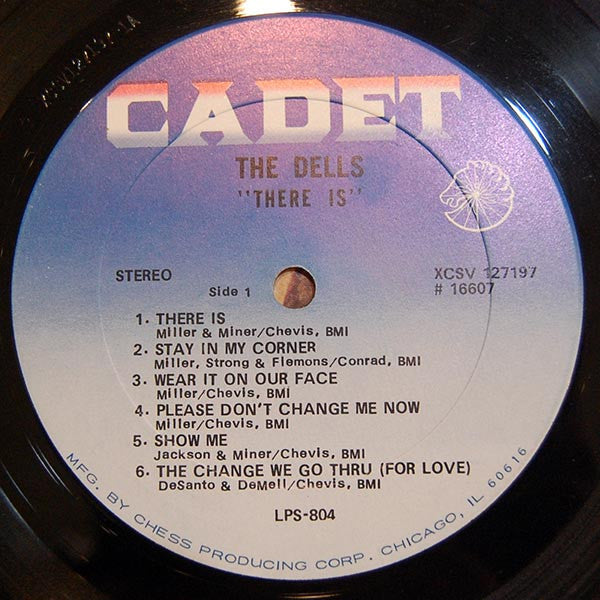 CADET
THE DELLS
"THERE IS"
STEREO
Side 1
XCSV 127197
# 16607
1. THERE IS
Miller & Miner/Chevis, BMI
2. STAY IN MY CORNER
Miller, Strong & Flemons/Conrad, BMI
3. WEAR IT ON OUR FACE
Miller/Chevis, BMI
4. PLEASE DON'T CHANGE ME NOW
Miller/Chevis, BMI
5. SHOW ME
Jackson & Miner/Chevis, BMI
6. THE CHANGE WE GO THRU (FOR LOVE)
DeSanto & DeMell/Chevis, BMI
LPS-804
MFG. BY CHESS PRODUCING CORP. CHICAGO, IL 60616